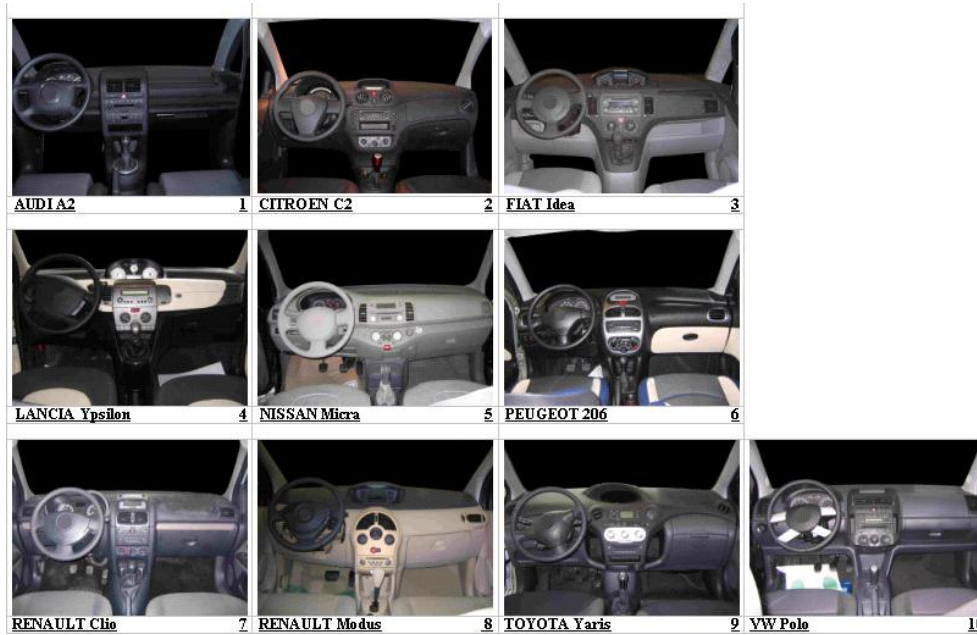 AUDI A2 1
CITROEN C2 2
FIAT Idea 3
LANCIA Ypsilon 4
NISSAN Micra 5
PEUGEOT 206 6
RENAULT Clio 7
RENAULT Modus 8
TOYOTA Yaris 9
VW Polo 1